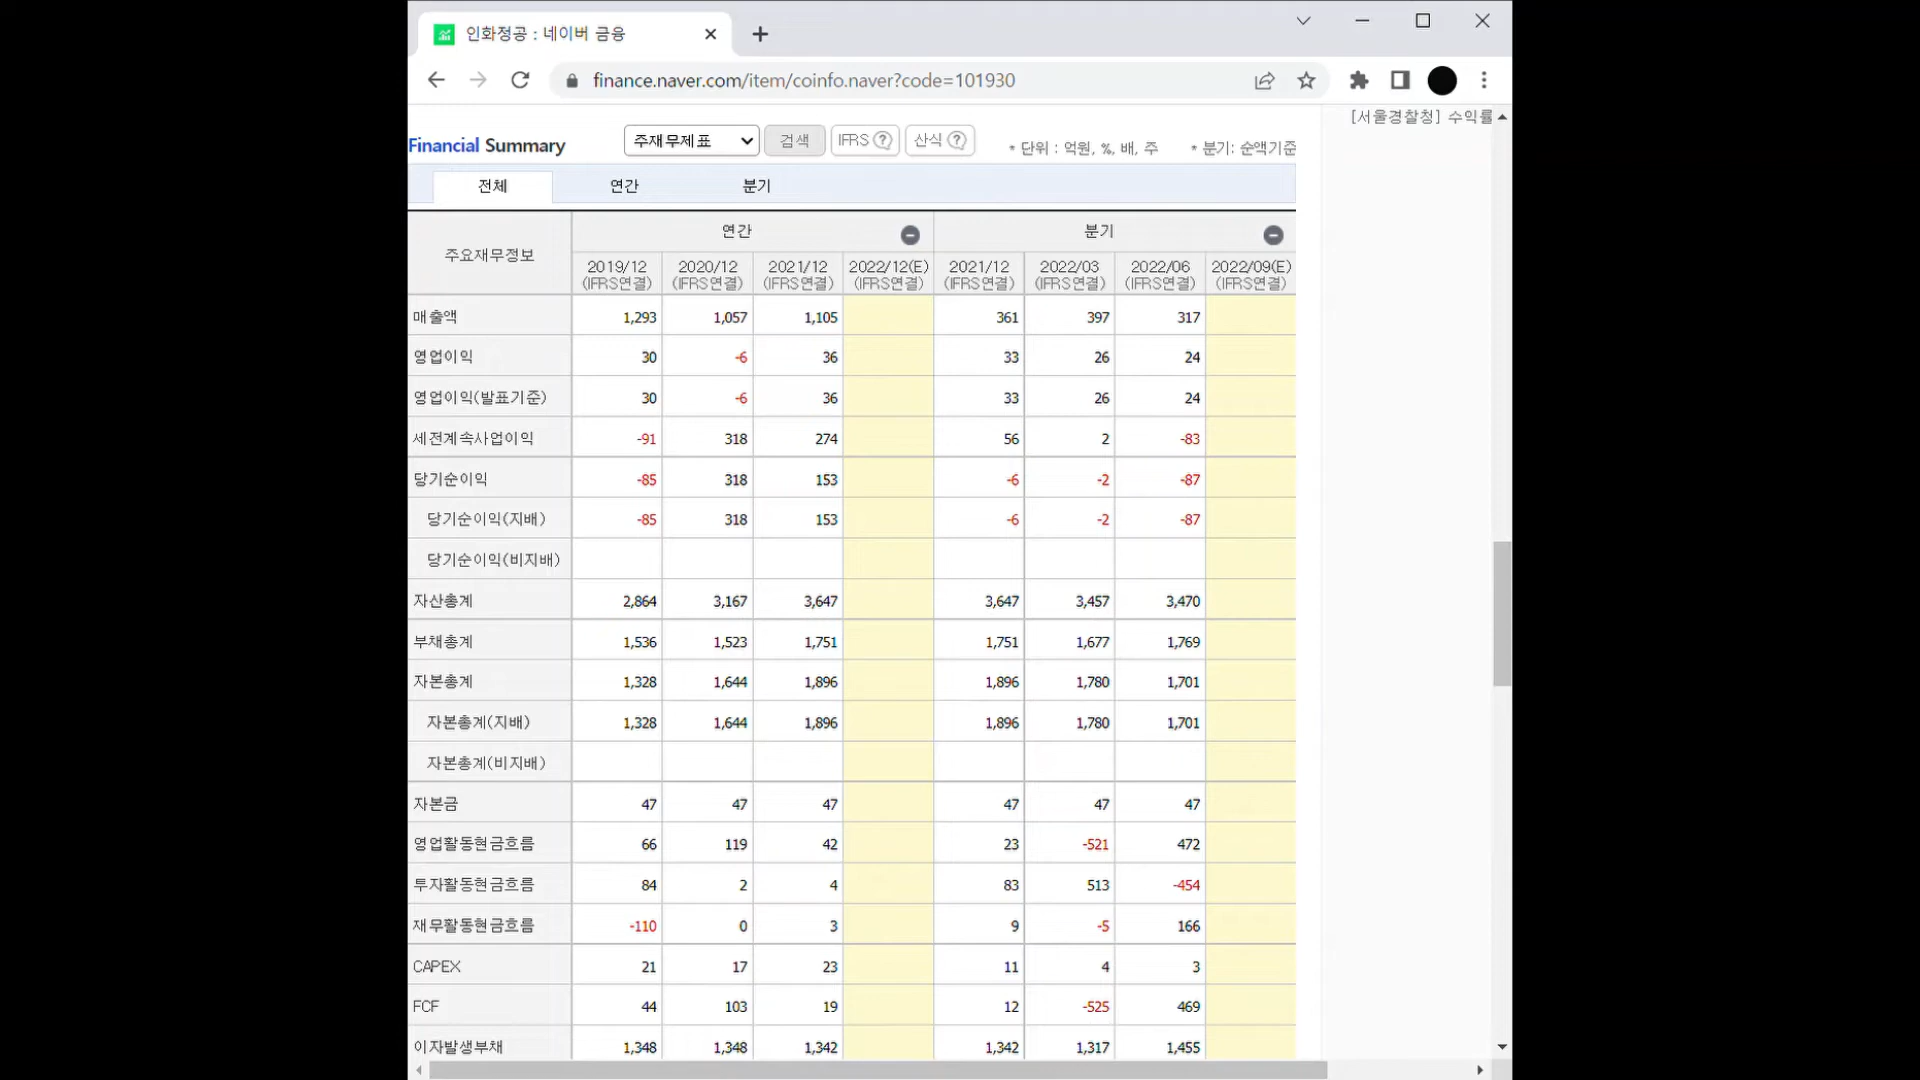 인화정공 : 네이버 금융
finance.naver.com/item/coinfo.naver?code=101930
[서울경찰청] 수익률
Financial Summary 주재무제표 검색 IFRS ? 산식 ? * 단위 : 억원, %, 배, 주 * 분기: 순액기준
전체 연간 분기
주요재무정보 연간 분기
2019/12 2020/12 2021/12 2022/12(E) 2021/12 2022/03 2022/06 2022/09(E)
(IFRS연결) (IFRS연결) (IFRS연결) (IFRS연결) (IFRS연결) (IFRS연결) (IFRS연결) (IFRS연결)
매출액 1,293 1,057 1,105 361 397 317
영업이익 30 -6 36 33 26 24
영업이익(발표기준) 30 -6 36 33 26 24
세전계속사업이익 -91 318 274 56 2 -83
당기순이익 -85 318 153 -6 -2 -87
당기순이익(지배) -85 318 153 -6 -2 -87
당기순이익(비지배)
자산총계 2,864 3,167 3,647 3,647 3,457 3,470
부채총계 1,536 1,523 1,751 1,751 1,677 1,769
자본총계 1,328 1,644 1,896 1,896 1,780 1,701
자본총계(지배) 1,328 1,644 1,896 1,896 1,780 1,701
자본총계(비지배)
자본금 47 47 47 47 47 47
영업활동현금흐름 66 119 42 23 -521 472
투자활동현금흐름 84 2 4 83 513 -454
재무활동현금흐름 -110 0 3 9 -5 166
CAPEX 21 17 23 11 4 3
FCF 44 103 19 12 -525 469
이자발생부채 1,348 1,348 1,342 1,342 1,317 1,455